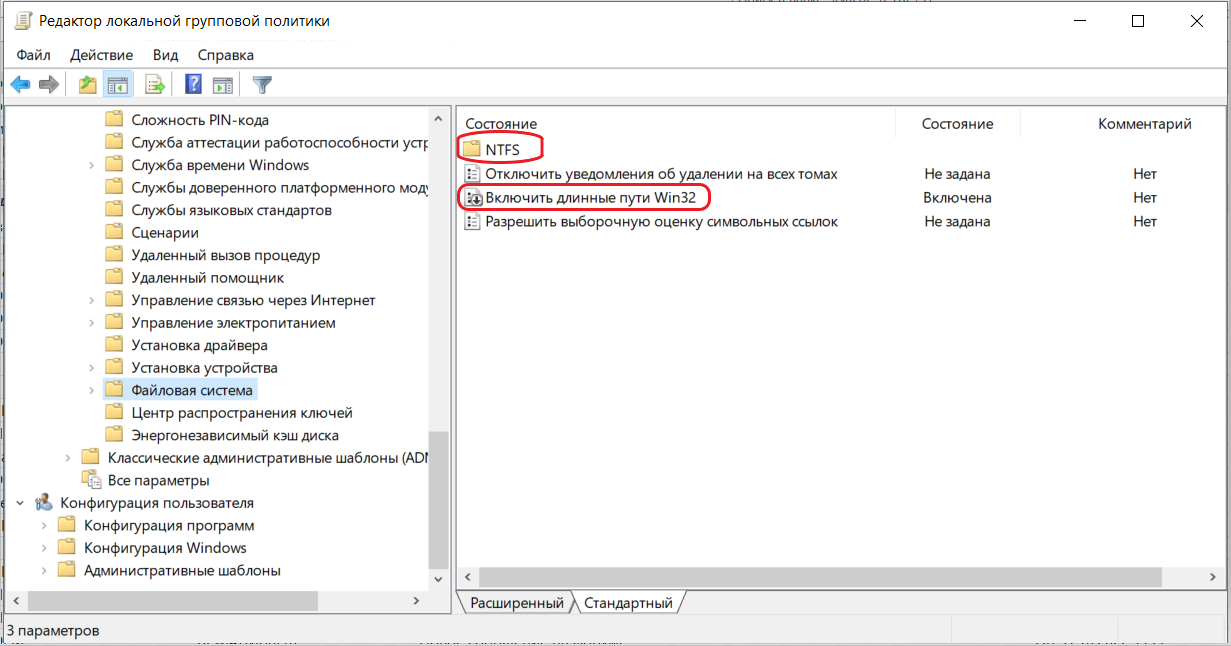 Редактор локальной групповой политики
Файл Действие Вид Справка
Сложность PIN-кода
Служба аттестации работоспособности устр
Служба времени Windows
Службы доверенного платформенного моду
Службы языковых стандартов
Сценарии
Удаленный вызов процедур
Удаленный помощник
Управление связью через Интернет
Управление электропитанием
Установка драйвера
Установка устройства
Файловая система
Центр распространения ключей
Энергонезависимый кэш диска
Классические административные шаблоны (ADM
Все параметры
Конфигурация пользователя
Конфигурация программ
Конфигурация Windows
Административные шаблоны
Состояние Состояние Комментарий
NTFS
Отключить уведомления об удалении на всех томах Не задана Нет
Включить длинные пути Win32 Включена Нет
Разрешить выборочную оценку символьных ссылок Не задана Нет
Расширенный Стандартный
3 параметров